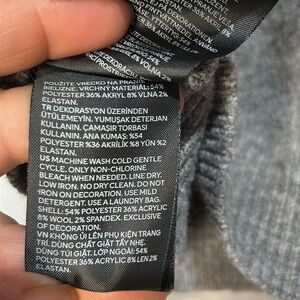 POUŽITE VRECKO NA PRANIE
BIELIZNE. VRCHNÝ MATERIÁL: 54%
POLYESTER 36% AKRYL 8% VLNA 2%
ELASTAN.
TR DEKORASYON ÜZERİNDEN
ÜTÜLEMEYİN. YUMUŞAK DETERJAN
KULLANIN. ÇAMAŞIR TORBASI
KULLANIN. ANA KUMAŞ: %54
POLYESTER %36 AKRİLİK %8 YÜN %2
ELASTAN.
US MACHINE WASH COLD GENTLE
CYCLE. ONLY NON-CHLORINE
BLEACH WHEN NEEDED. LINE DRY.
LOW IRON. NO DRY CLEAN. DO NOT
IRON DECORATION. USE MILD
DETERGENT. USE A LAUNDRY BAG.
SHELL: 54% POLYESTER 36% ACRYLIC
8% WOOL 2% SPANDEX. EXCLUSIVE
OF DECORATION.
VN KHÔNG ỦI LÊN PHỤ KIỆN TRANG
TRÍ. DÙNG CHẤT GIẶT TẨY NHẸ.
DÙNG TÚI GIẶT. LỚP NGOÀI: 54%
POLYESTER 36% ACRYLIC 8% LEN 2%
ELASTAN.